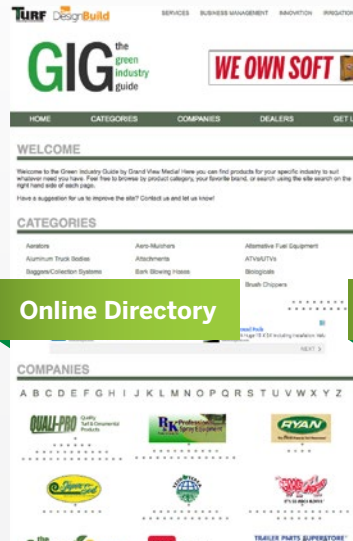 TURF DesignBuild
SERVICES BUSINESS MANAGEMENT INNOVATION IRRIGATION
GIG the green industry guide
WE OWN SOFT
HOME CATEGORIES COMPANIES DEALERS GET L
WELCOME
Welcome to the Green Industry Guide by Grand View Media! Here you can find products for your specific industry to suit
whatever need you have. Feel free to browse by product category, your favorite brand, or search using the site search on the
right hand side of each page.
Have a suggestion for us to improve the site? Contact us and let us know!
CATEGORIES
Aerators Aero-Mulchers Alternative Fuel Equipment
Aluminum Truck Bodies Attachments ATVs/UTVs
Baggers/Collection Systems Bark Blowing Hoses Biologicals
Brush Chippers
Online Directory
NEXT
COMPANIES
A B C D E F G H I J K L M N O P Q R S T U V W X Y Z
QUALI-PRO Quality Turf & Ornamental Products
RK Professional Spray Equipment
RYAN
the
TRAILER PARTS SUPERSTORE